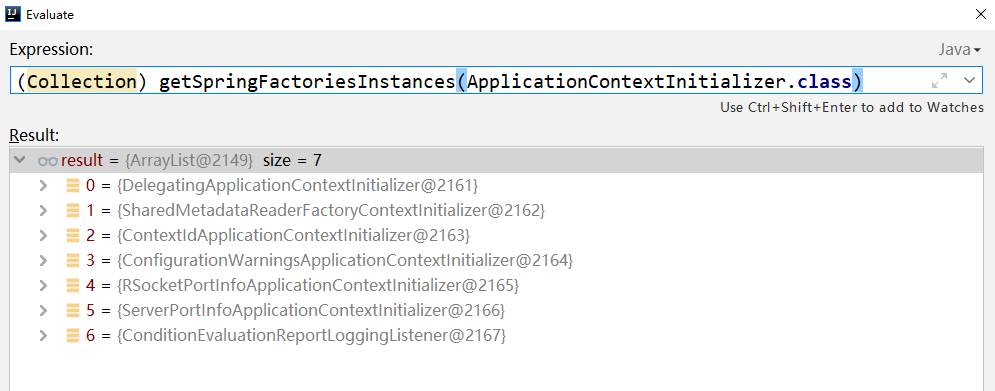 Evaluate
Expression:
Java
(Collection) getSpringFactoriesInstances(ApplicationContextInitializer.class)
Use Ctrl+Shift+Enter to add to Watches
Result:
result = {ArrayList@2149} size = 7
0 = {DelegatingApplicationContextInitializer@2161}
1 = {SharedMetadataReaderFactoryContextInitializer@2162}
2 = {ContextIdApplicationContextInitializer@2163}
3 = {ConfigurationWarningsApplicationContextInitializer@2164}
4 = {RSocketPortInfoApplicationContextInitializer@2165}
5 = {ServerPortInfoApplicationContextInitializer@2166}
6 = {ConditionEvaluationReportLoggingListener@2167}